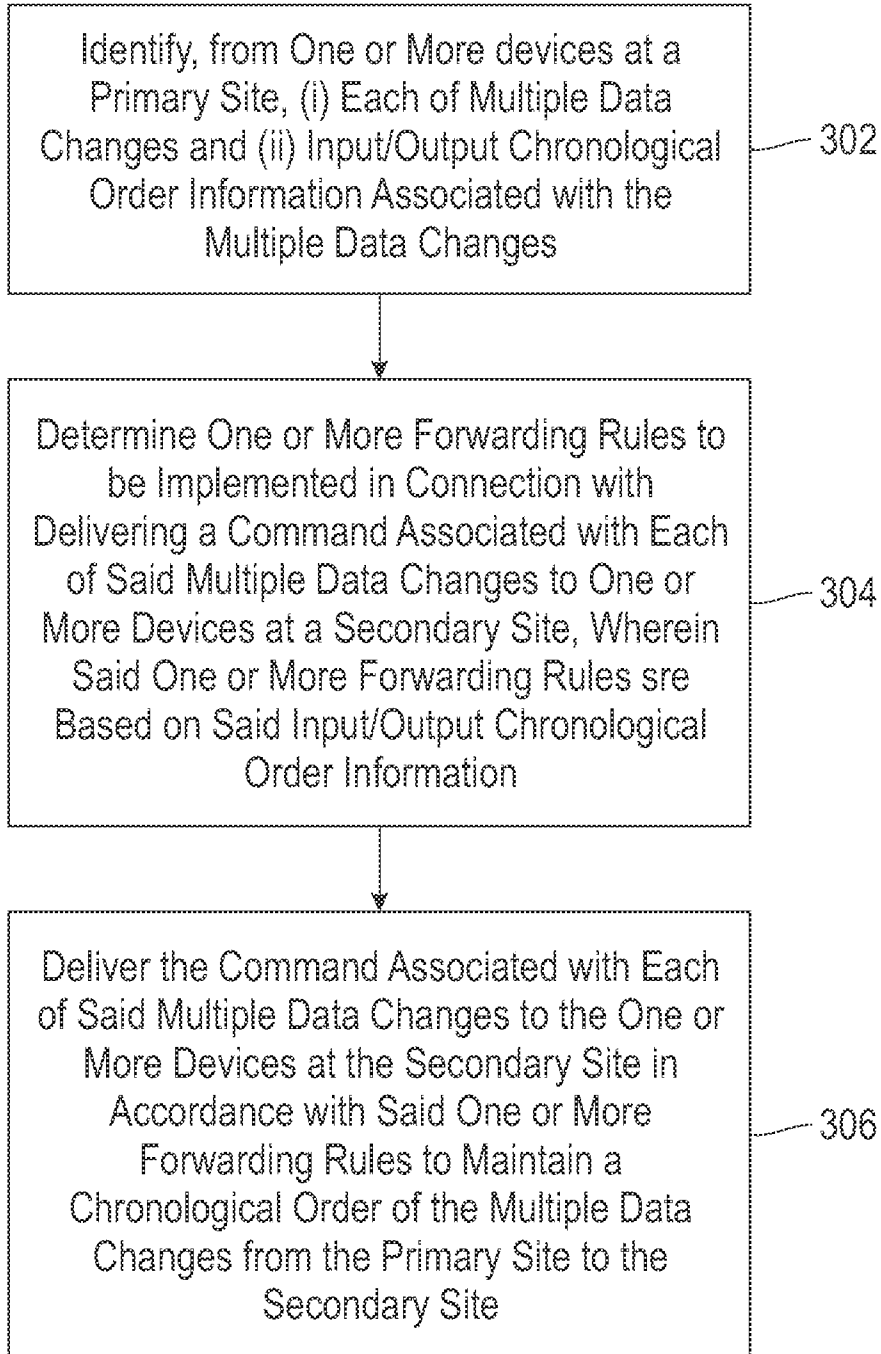 Identify, from One or More devices at a
Primary Site, (i) Each of Multiple Data
Changes and (ii) Input/Output Chronological
Order Information Associated with the
Multiple Data Changes
302
Determine One or More Forwarding Rules to
be Implemented in Connection with
Delivering a Command Associated with Each
of Said Multiple Data Changes to One or
More Devices at a Secondary Site, Wherein
Said One or More Forwarding Rules sre
Based on Said Input/Output Chronological
Order Information
304
Deliver the Command Associated with Each
of Said Multiple Data Changes to the One or
More Devices at the Secondary Site in
Accordance with Said One or More
Forwarding Rules to Maintain a
Chronological Order of the Multiple Data
Changes from the Primary Site to the
Secondary Site
306